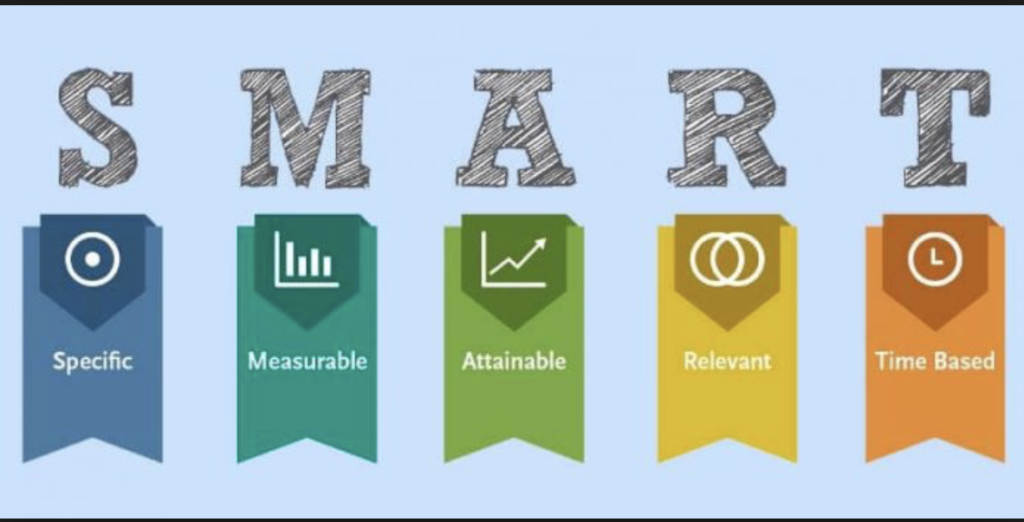 S M A R T
Specific
Measurable
Attainable
Relevant
Time Based